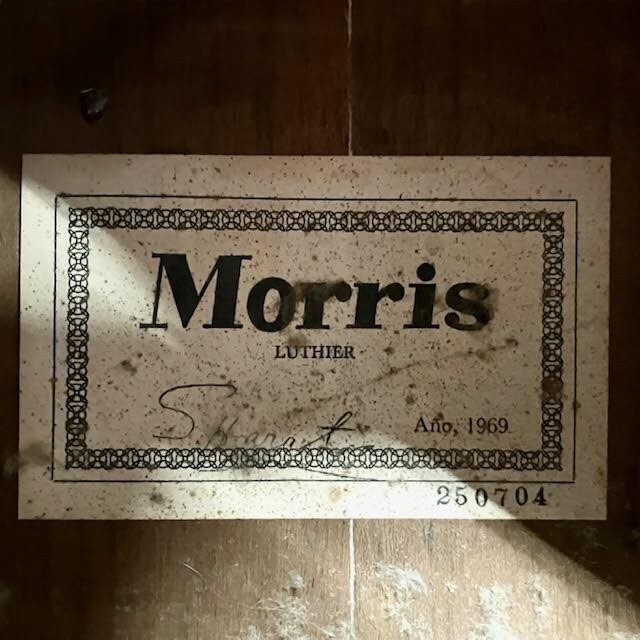 Morris
LUTHIER
Año, 1969
250704